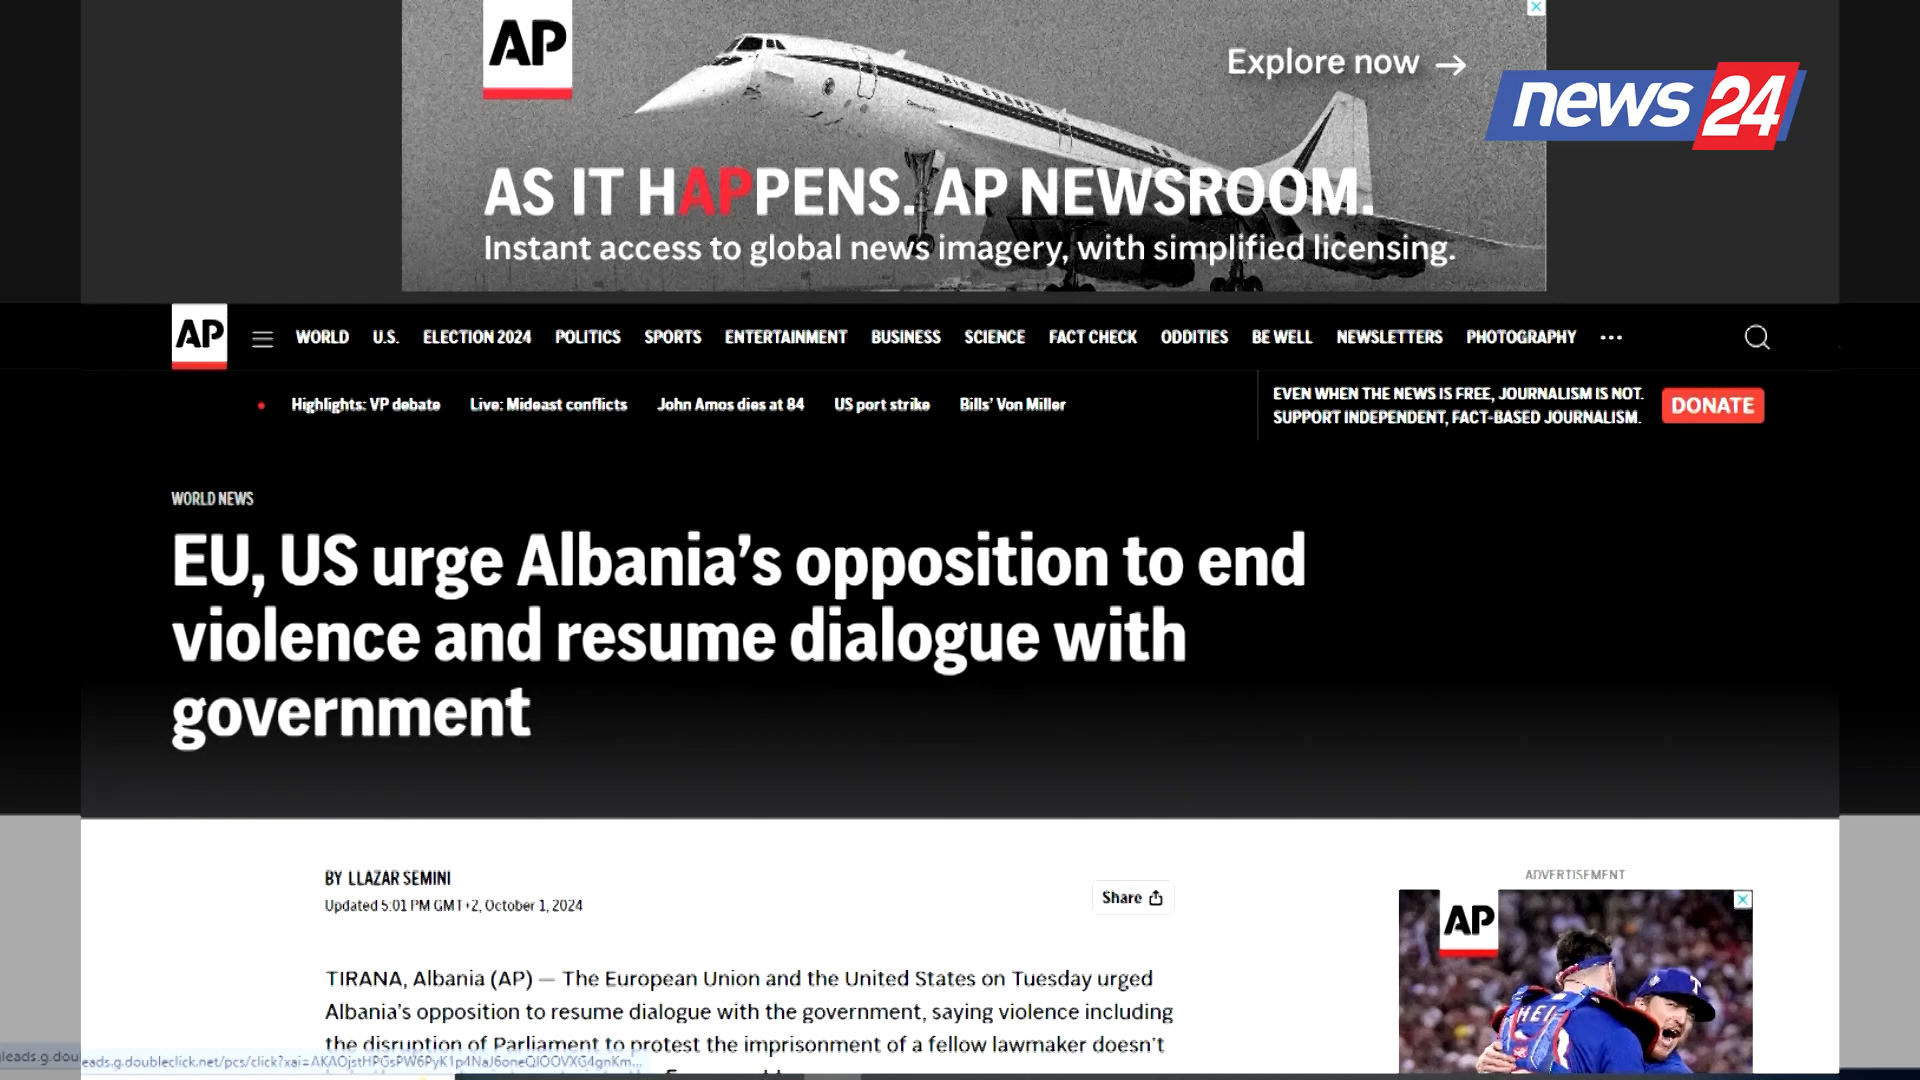 AP
Explore now →
news 24
AIR FRANCE
AS IT HAPPENS. AP NEWSROOM.
Instant access to global news imagery, with simplified licensing.
AP
WORLD U.S. ELECTION 2024 POLITICS SPORTS ENTERTAINMENT BUSINESS SCIENCE FACT CHECK ODDITIES BE WELL NEWSLETTERS PHOTOGRAPHY ...
Highlights: VP debate Live: Mideast conflicts John Amos dies at 84 US port strike Bills' Von Miller
EVEN WHEN THE NEWS IS FREE, JOURNALISM IS NOT.
SUPPORT INDEPENDENT, FACT-BASED JOURNALISM.
DONATE
WORLD NEWS
EU, US urge Albania’s opposition to end
violence and resume dialogue with
government
BY LLAZAR SEMINI
Updated 5:01 PM GMT+2, October 1, 2024
Share
ADVERTISEMENT
AP
HEI
T
TIRANA, Albania (AP) — The European Union and the United States on Tuesday urged
Albania’s opposition to resume dialogue with the government, saying violence including
the disruption of Parliament to protest the imprisonment of a fellow lawmaker doesn’t